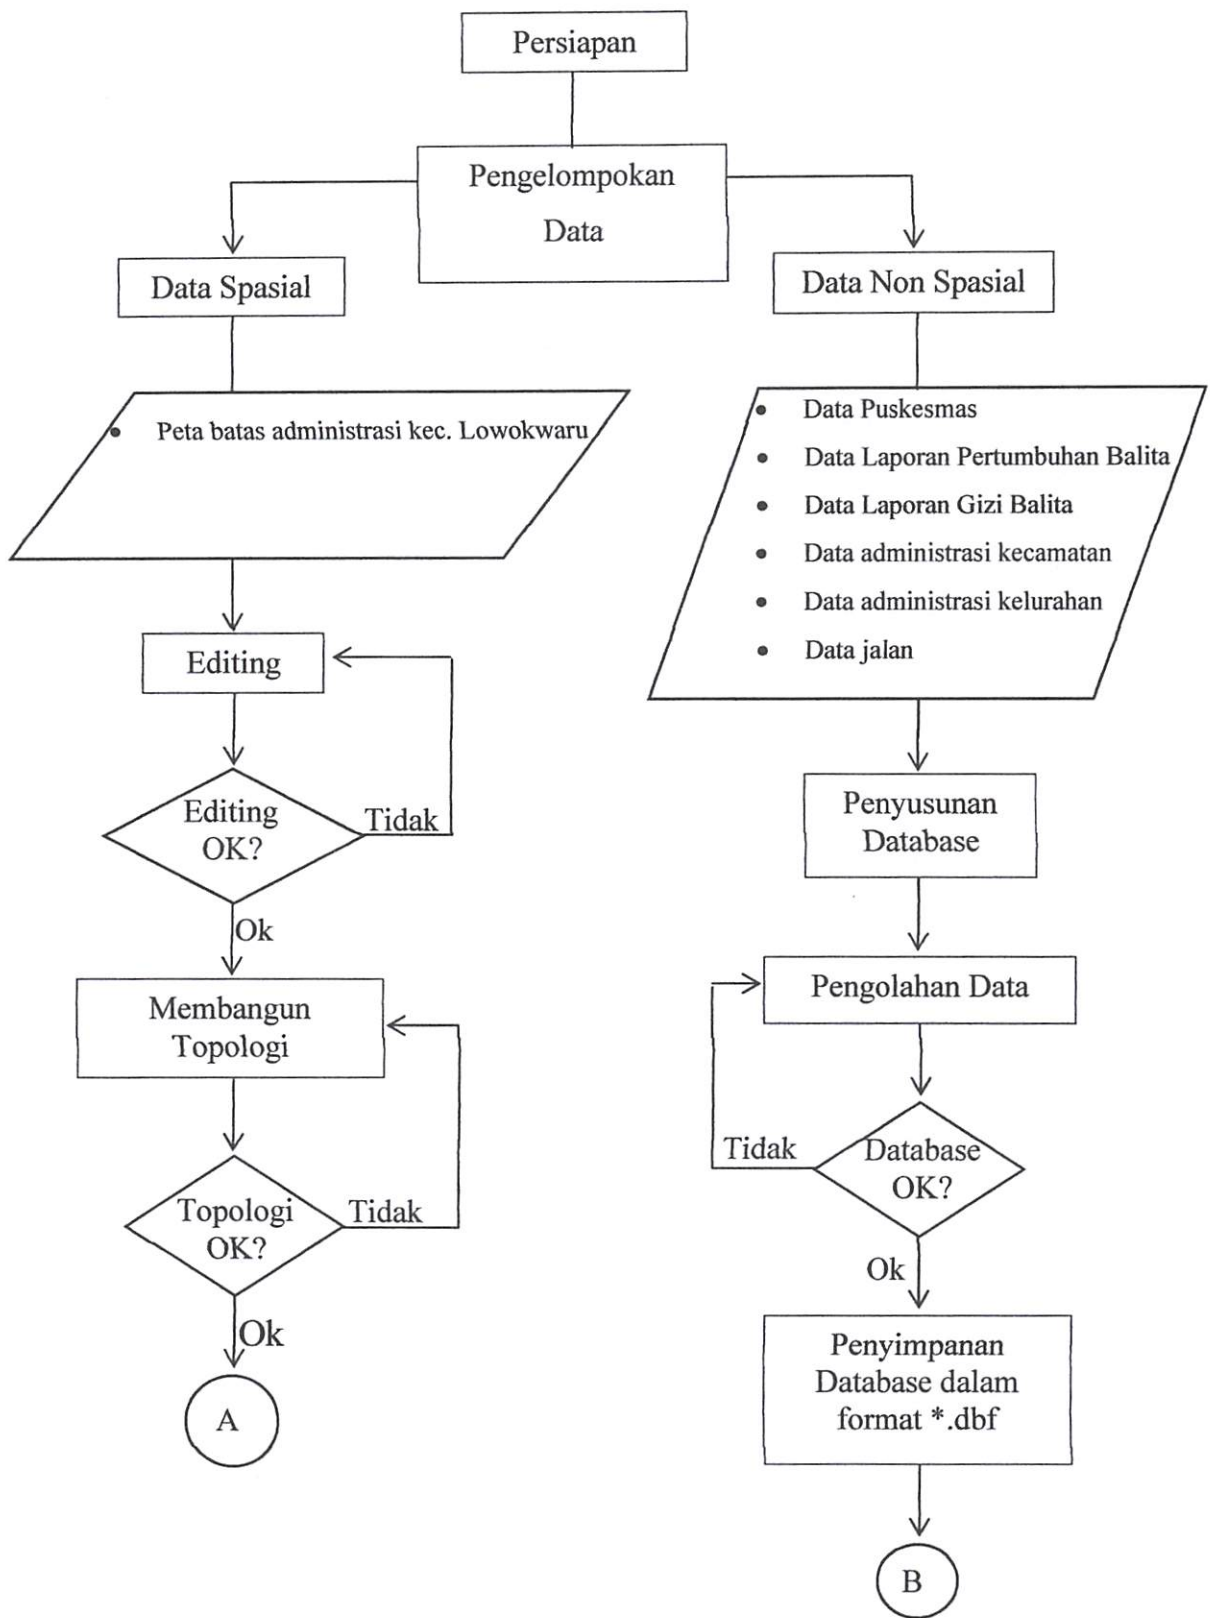 Persiapan
Pengelompokan
Data
Data Spasial
Data Non Spasial
• Peta batas administrasi kec. Lowokwaru
• Data Puskesmas
• Data Laporan Pertumbuhan Balita
• Data Laporan Gizi Balita
• Data administrasi kecamatan
• Data administrasi kelurahan
• Data jalan
Editing
Editing
OK?
Tidak
Ok
Membangun
Topologi
Topologi
OK?
Tidak
Ok
A
Penyusunan
Database
Pengolahan Data
Database
OK?
Tidak
Ok
Penyimpanan
Database dalam
format *.dbf
B